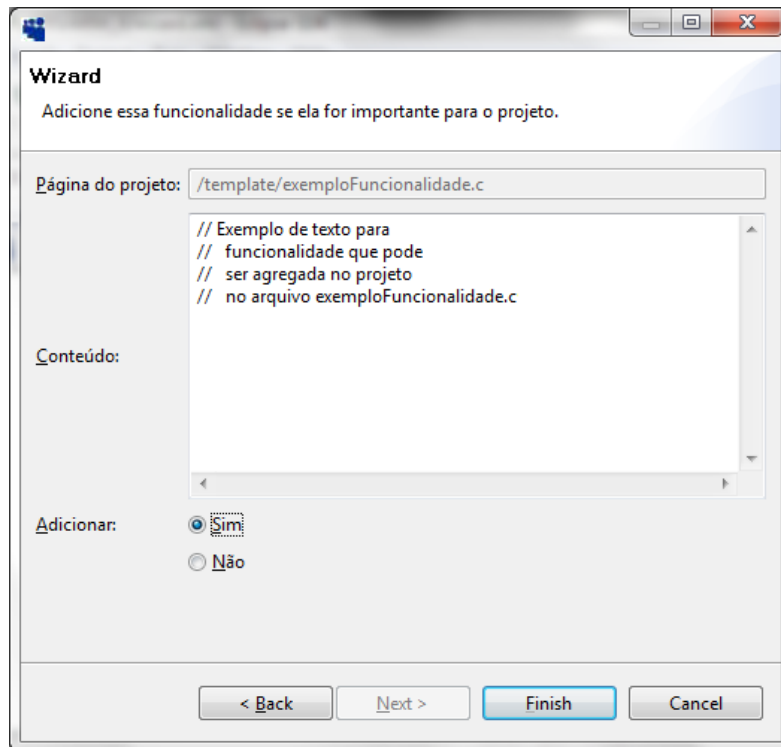 Wizard
Adicione essa funcionalidade se ela for importante para o projeto.
Página do projeto: /template/exemploFuncionalidade.c
// Exemplo de texto para
//   funcionalidade que pode
//   ser agregada no projeto
//   no arquivo exemploFuncionalidade.c
Conteúdo:
Adicionar: Sim
Não
< Back Next > Finish Cancel